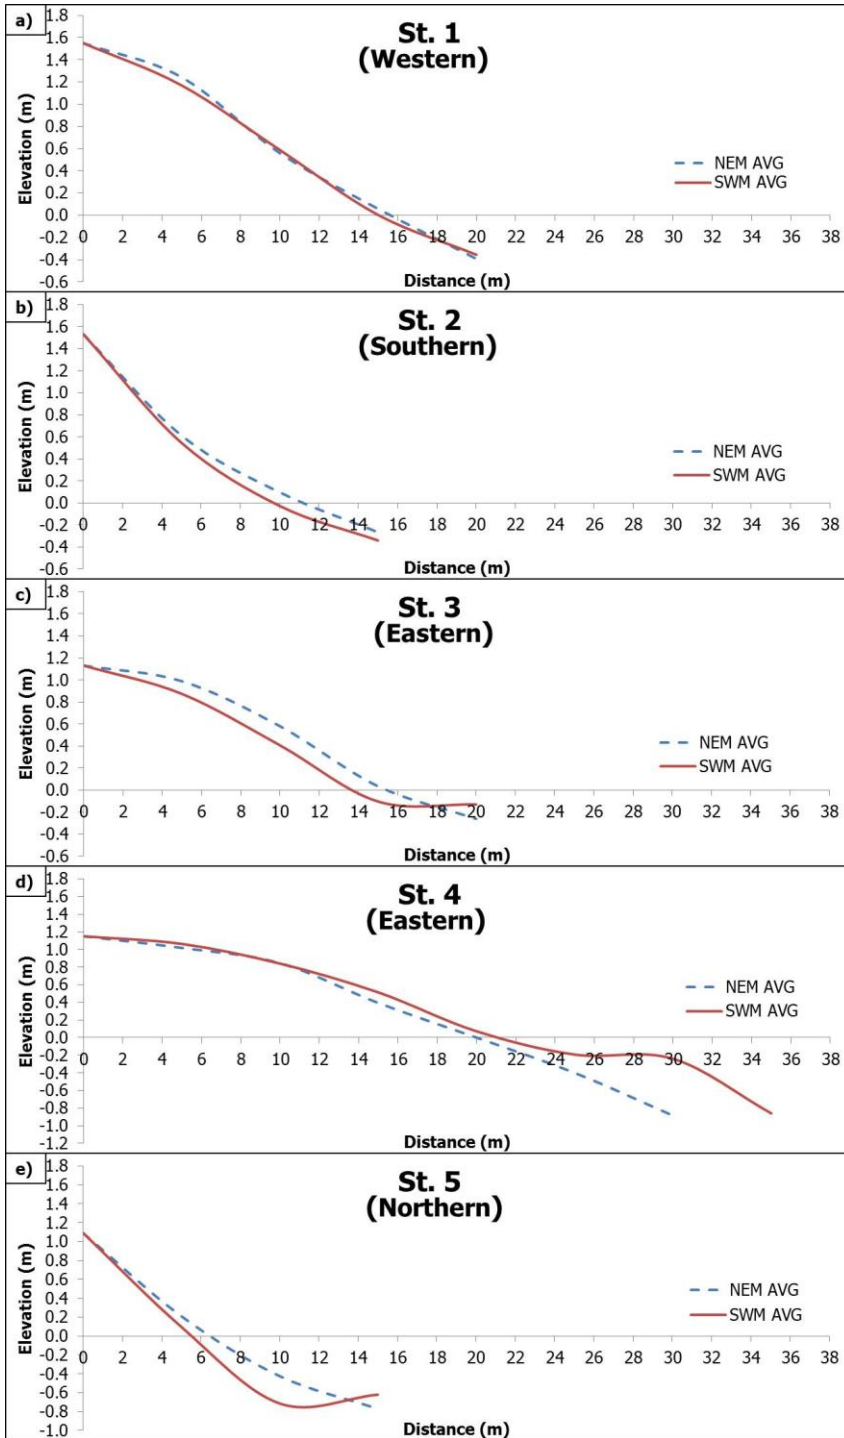 a)
St. 1
(Western)
Elevation (m)
1.8
1.6
1.4
1.2
1.0
0.8
0.6
0.4
0.2
0.0
-0.2
-0.4
-0.6
0 2 4 6 8 10 12 14 16 18 20 22 24 26 28 30 32 34 36 38
NEM AVG
SWM AVG
Distance (m)
b)
St. 2
(Southern)
Elevation (m)
1.8
1.6
1.4
1.2
1.0
0.8
0.6
0.4
0.2
0.0
-0.2
-0.4
-0.6
0 2 4 6 8 10 12 14 16 18 20 22 24 26 28 30 32 34 36 38
NEM AVG
SWM AVG
Distance (m)
c)
St. 3
(Eastern)
Elevation (m)
1.8
1.6
1.4
1.2
1.0
0.8
0.6
0.4
0.2
0.0
-0.2
-0.4
-0.6
0 2 4 6 8 10 12 14 16 18 20 22 24 26 28 30 32 34 36 38
NEM AVG
SWM AVG
Distance (m)
d)
St. 4
(Eastern)
Elevation (m)
1.8
1.6
1.4
1.2
1.0
0.8
0.6
0.4
0.2
0.0
-0.2
-0.4
-0.6
-0.8
-1.0
-1.2
0 2 4 6 8 10 12 14 16 18 20 22 24 26 28 30 32 34 36 38
NEM AVG
SWM AVG
Distance (m)
e)
St. 5
(Northern)
Elevation (m)
1.8
1.6
1.4
1.2
1.0
0.8
0.6
0.4
0.2
0.0
-0.2
-0.4
-0.6
-0.8
-1.0
0 2 4 6 8 10 12 14 16 18 20 22 24 26 28 30 32 34 36 38
NEM AVG
SWM AVG
Distance (m)